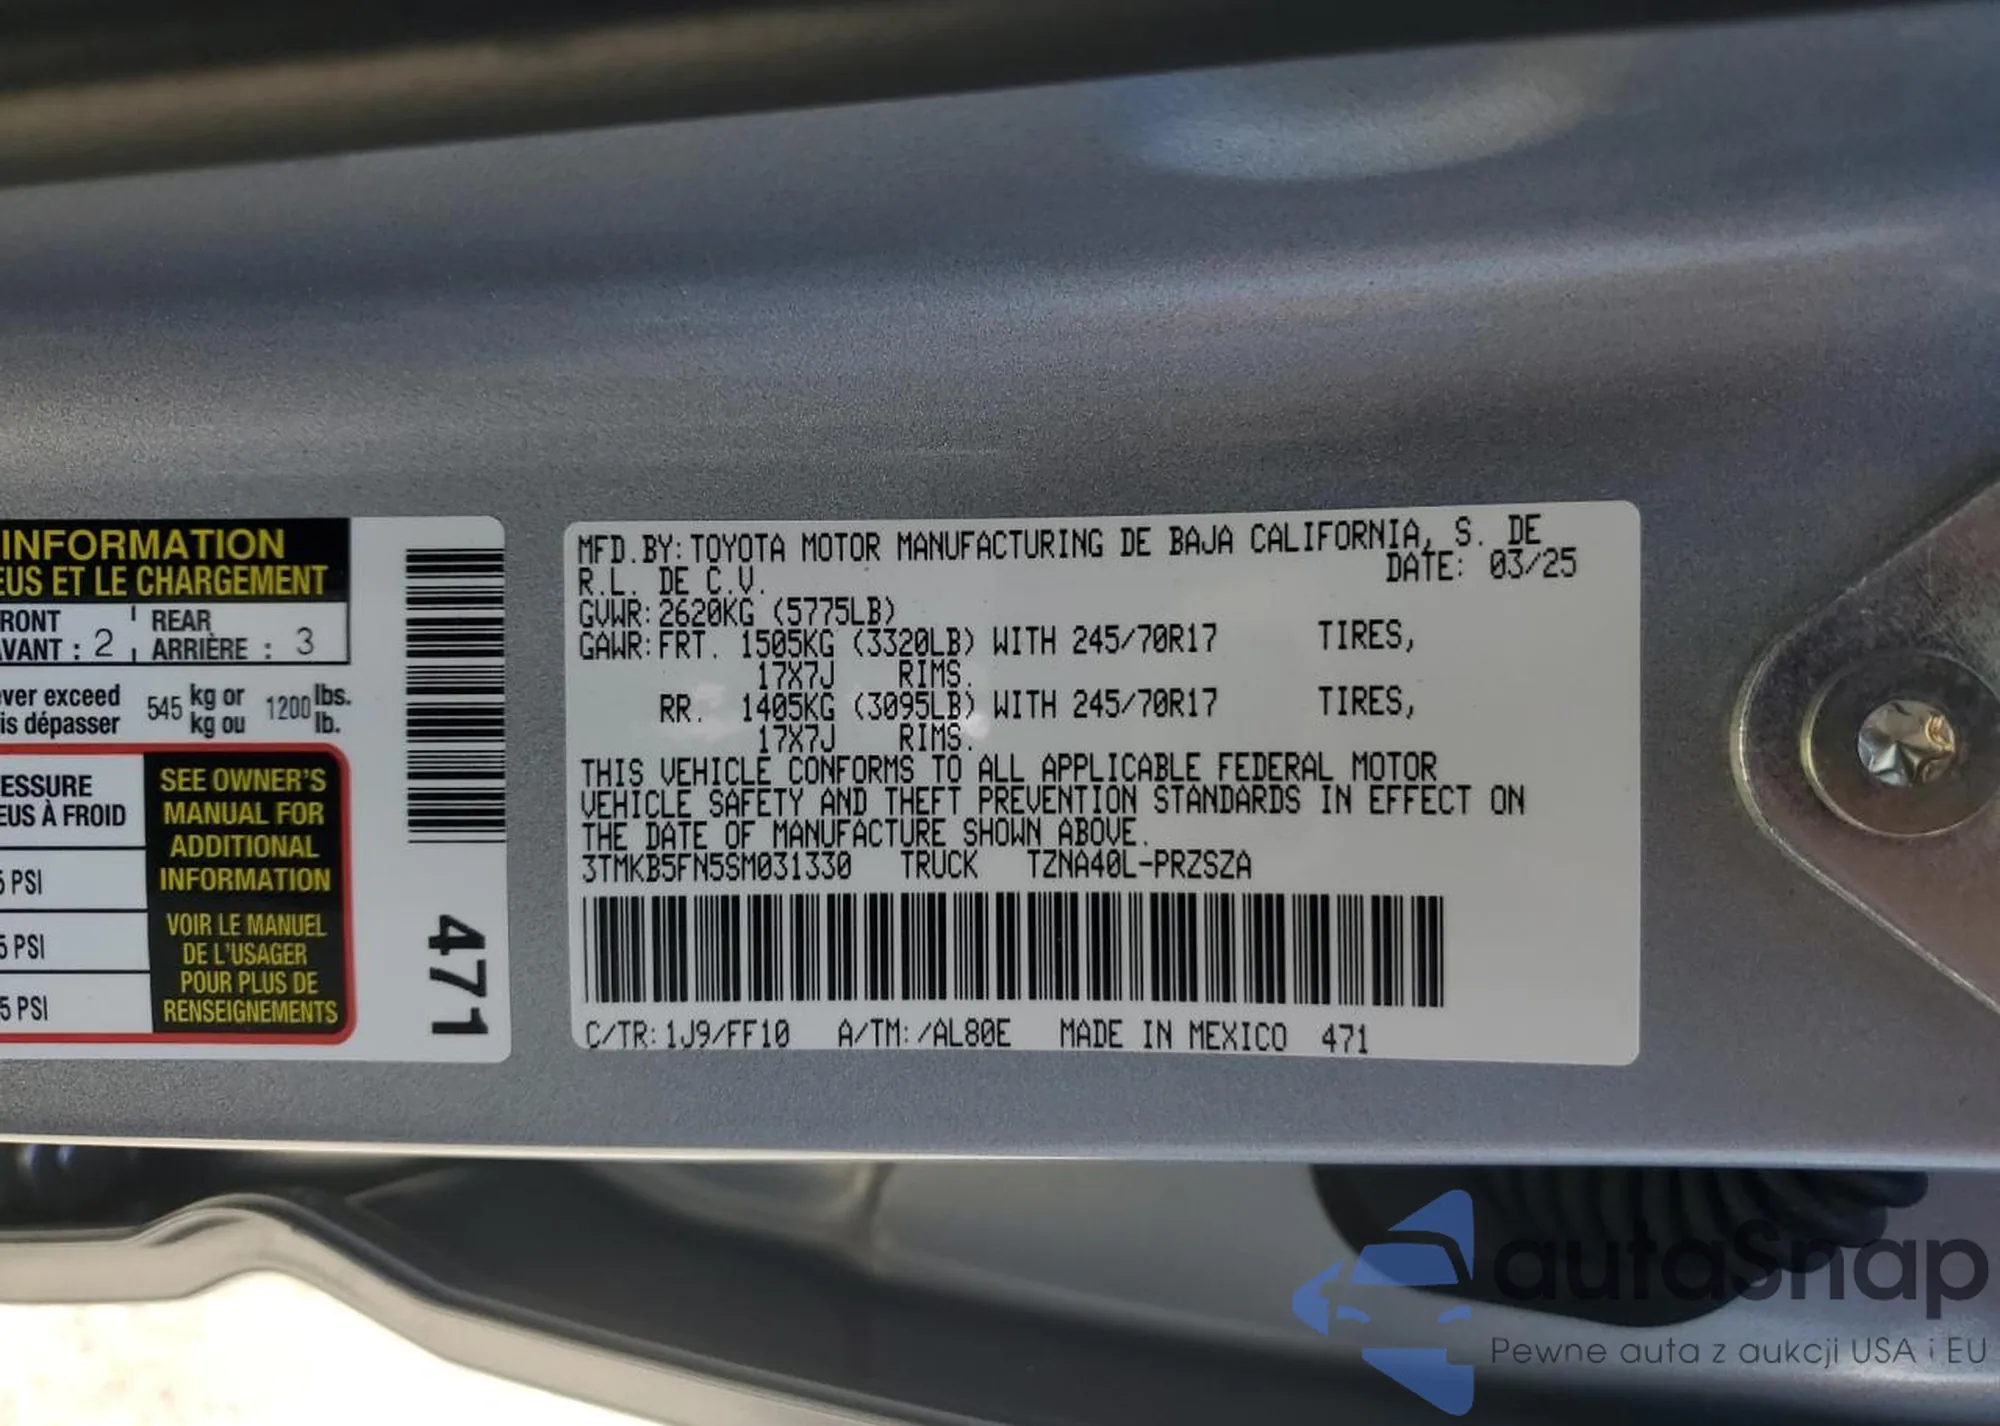 INFORMATION
EUS ET LE CHARGEMENT
RONT REAR
AVANT : 2 ARRIÈRE : 3
ver exceed 545 kg or 1200 lbs.
is dépasser kg ou lb.
ESSURE
EUS À FROID
5 PSI
5 PSI
5 PSI
SEE OWNER'S
MANUAL FOR
ADDITIONAL
INFORMATION
VOIR LE MANUEL
DE L'USAGER
POUR PLUS DE
RENSEIGNEMENTS
471
MFD.BY:TOYOTA MOTOR MANUFACTURING DE BAJA CALIFORNIA, S. DE
R.L. DE C.V. DATE: 03/25
GVWR:2620KG (5775LB)
GAWR:FRT. 1505KG (3320LB) WITH 245/70R17 TIRES,
17X7J RIMS.
RR. 1405KG (3095LB) WITH 245/70R17 TIRES,
17X7J RIMS.
THIS VEHICLE CONFORMS TO ALL APPLICABLE FEDERAL MOTOR
VEHICLE SAFETY AND THEFT PREVENTION STANDARDS IN EFFECT ON
THE DATE OF MANUFACTURE SHOWN ABOVE.
3TMKB5FN5SM031330 TRUCK TZNA40L-PRZSZA
C/TR:1J9/FF10 A/TM:/AL80E MADE IN MEXICO 471
autaSnap
Pewne auta z aukcji USA i EU